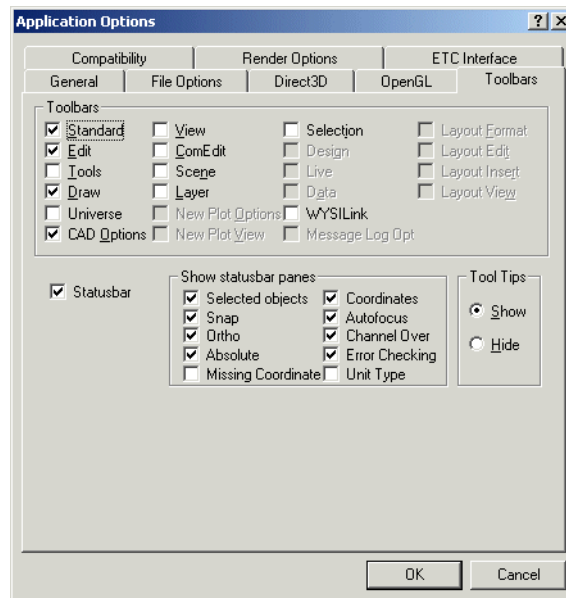 Application Options
Compatibility Render Options ETC Interface
General File Options Direct3D OpenGL Toolbars
Toolbars
Standard View Selection Layout Format
Edit ComEdit Design Layout Edit
Tools Scene Live Layout Insert
Draw Layer Data Layout View
Universe New Plot Options WYSILink
CAD Options New Plot View Message Log Opt
Statusbar
Show statusbar panes
Selected objects Coordinates
Snap Autofocus
Ortho Channel Over
Absolute Error Checking
Missing Coordinate Unit Type
Tool Tips
Show
Hide
OK Cancel